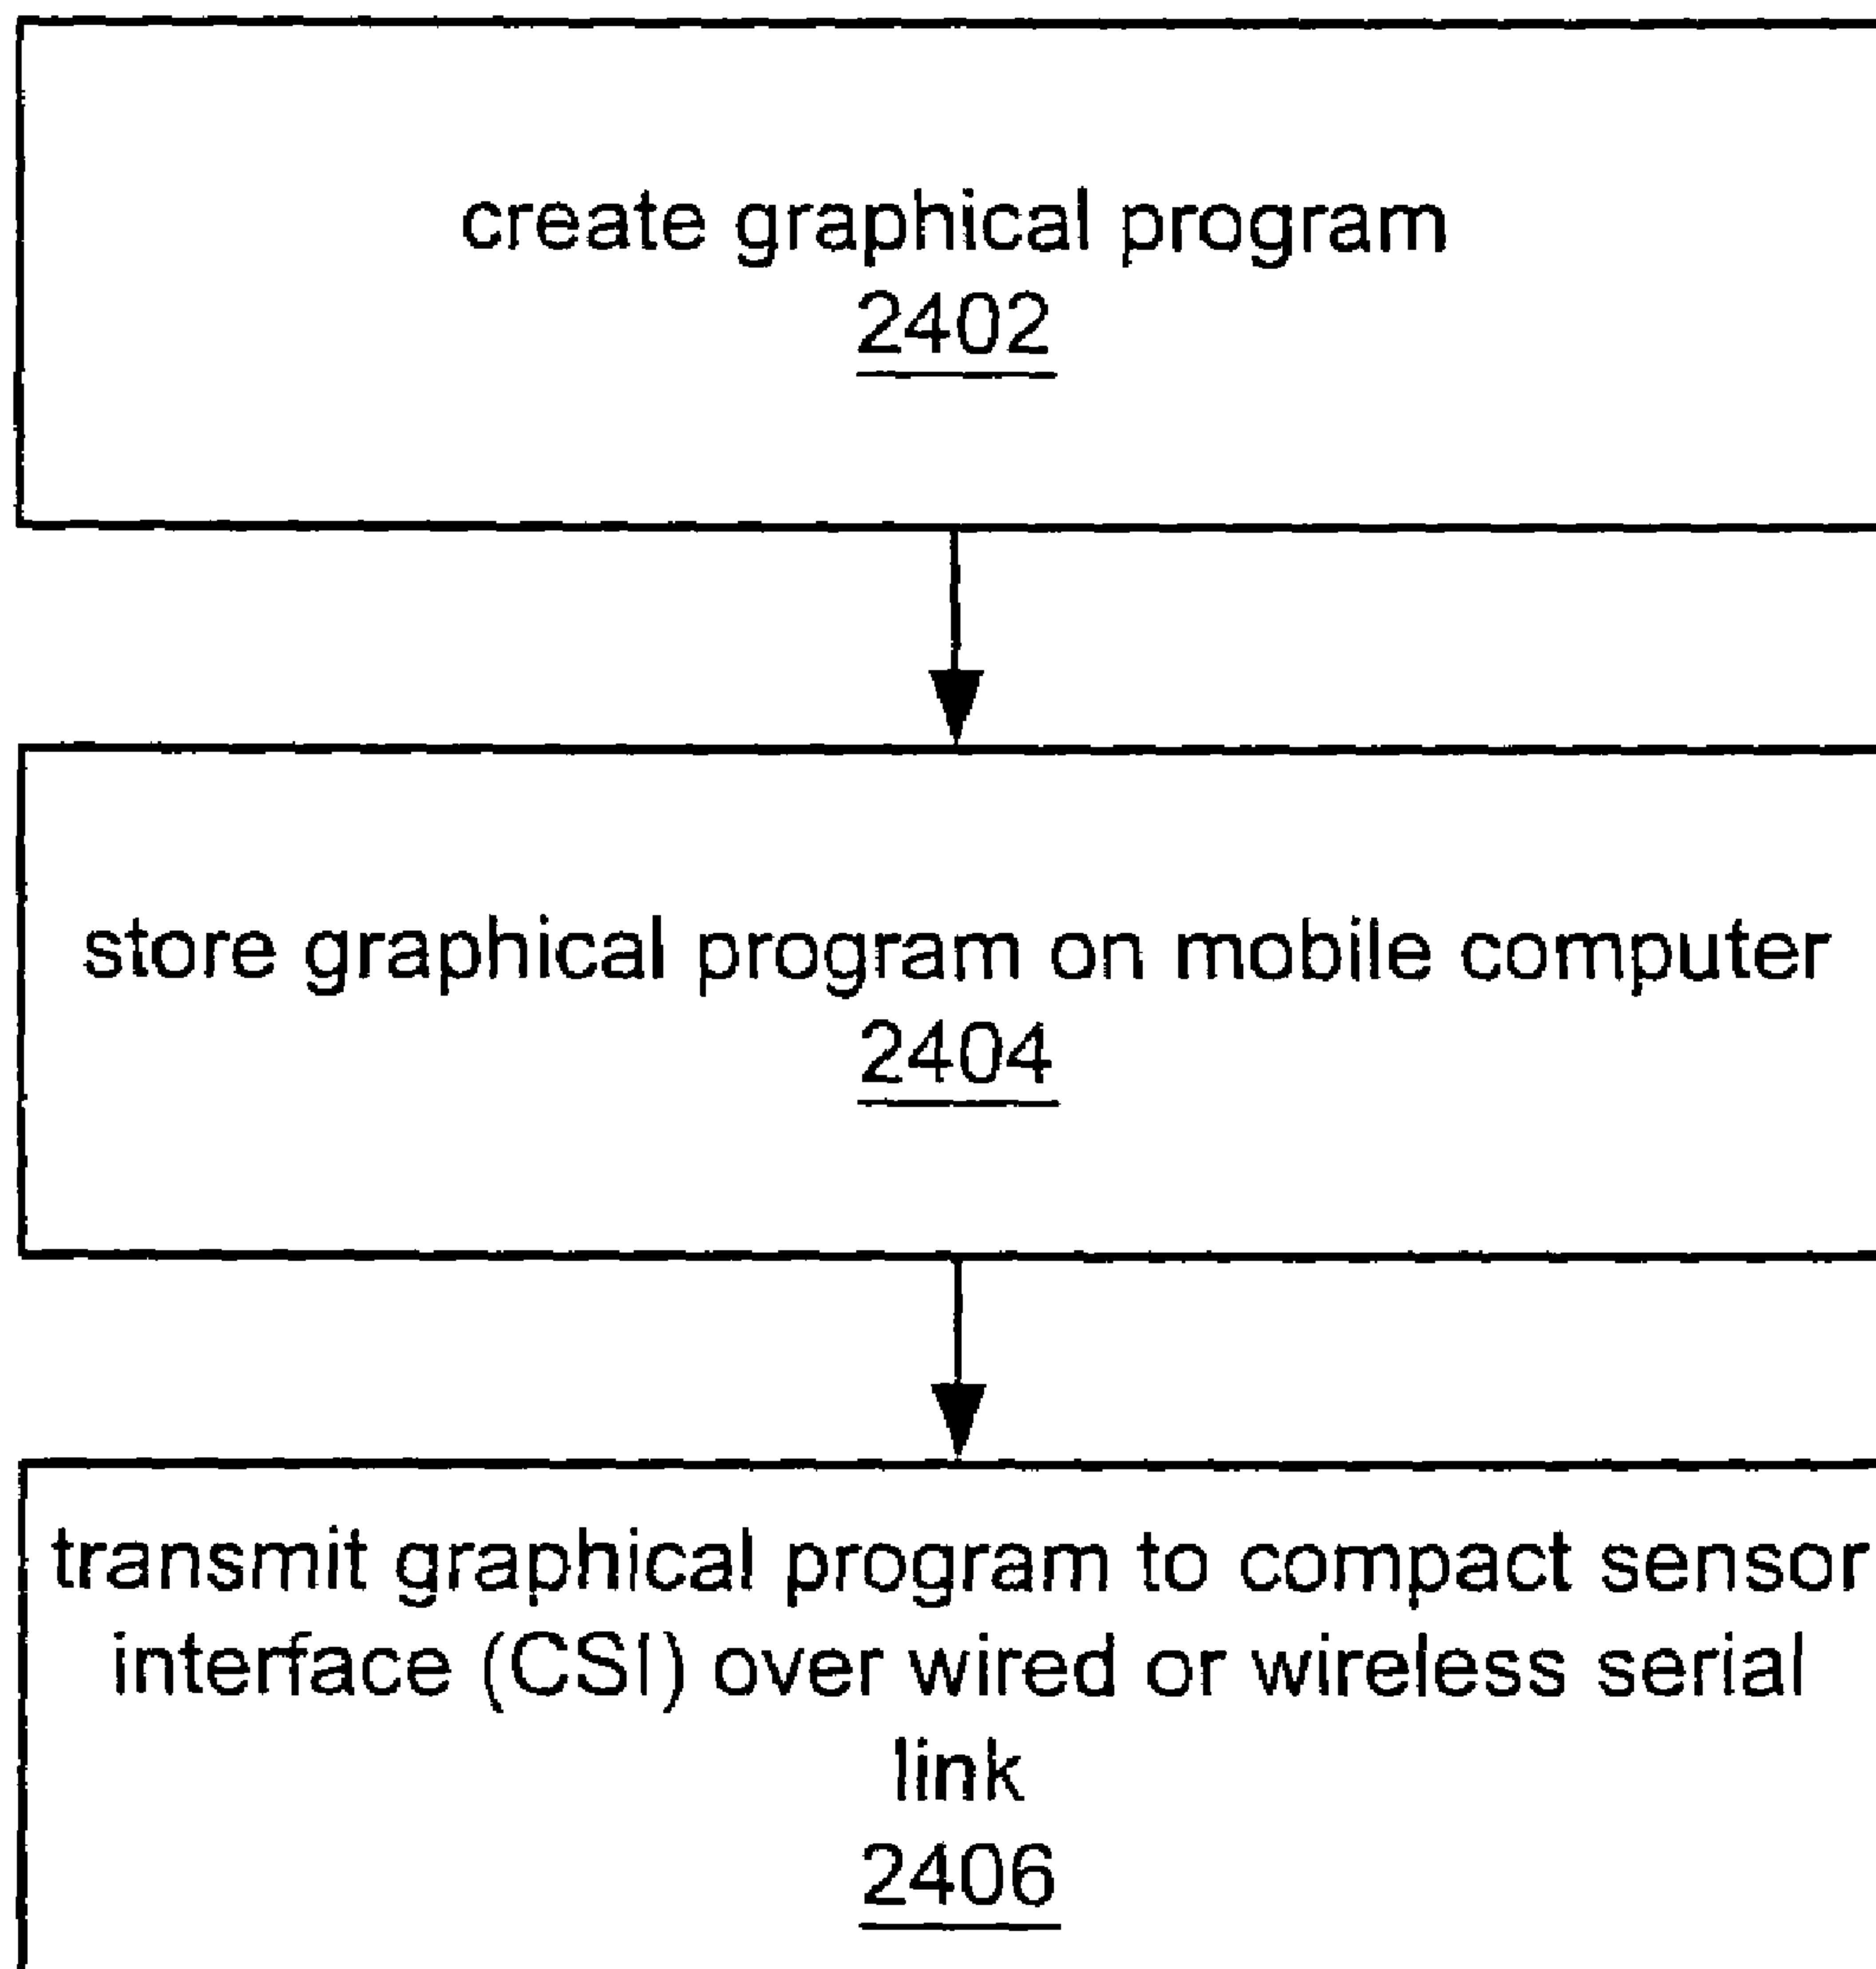 create graphical program
2402
store graphical program on mobile computer
2404
transmit graphical program to compact sensor
interface (CSI) over wired or wireless serial
link
2406